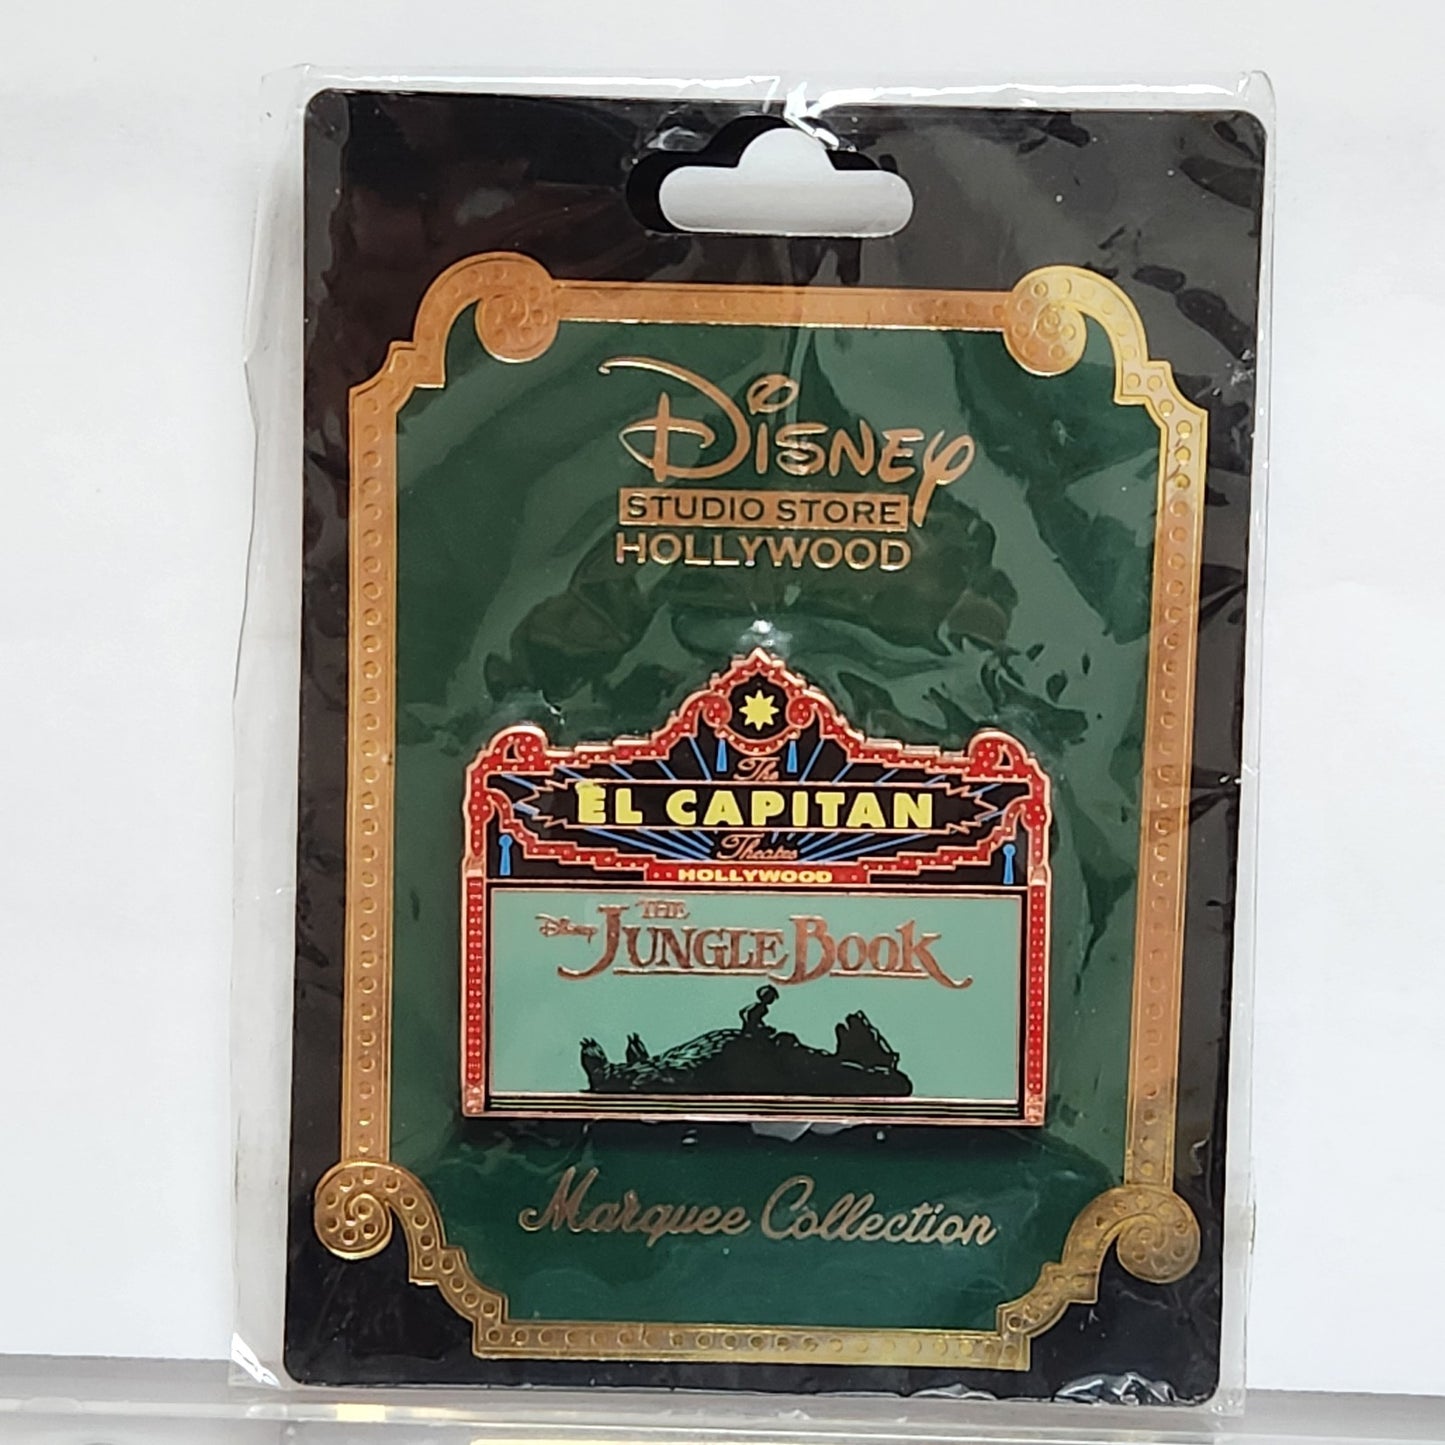 Disney
STUDIO STORE
HOLLYWOOD
The
EL CAPITAN
Theatre
HOLLYWOOD
Disney THE
JUNGLE BOOK
Marquee Collection